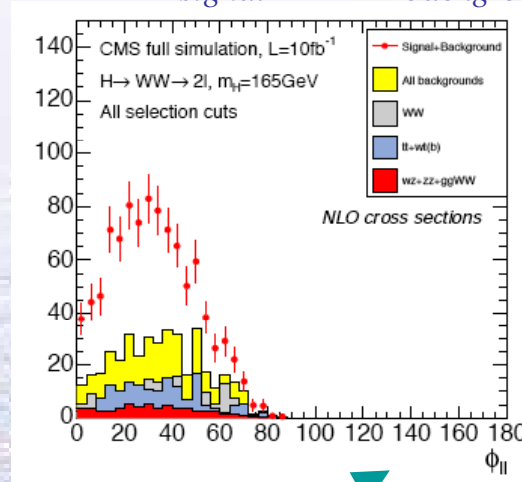 CMS full simulation, L=10fb⁻¹
H→ WW→ 2l, m_H=165GeV
All selection cuts
Signal+Background
All backgrounds
WW
tt+wt(b)
wz+zz+ggWW
NLO cross sections
140
120
100
80
60
40
20
0
0 20 40 60 80 100 120 140 160 180
ϕ_ll